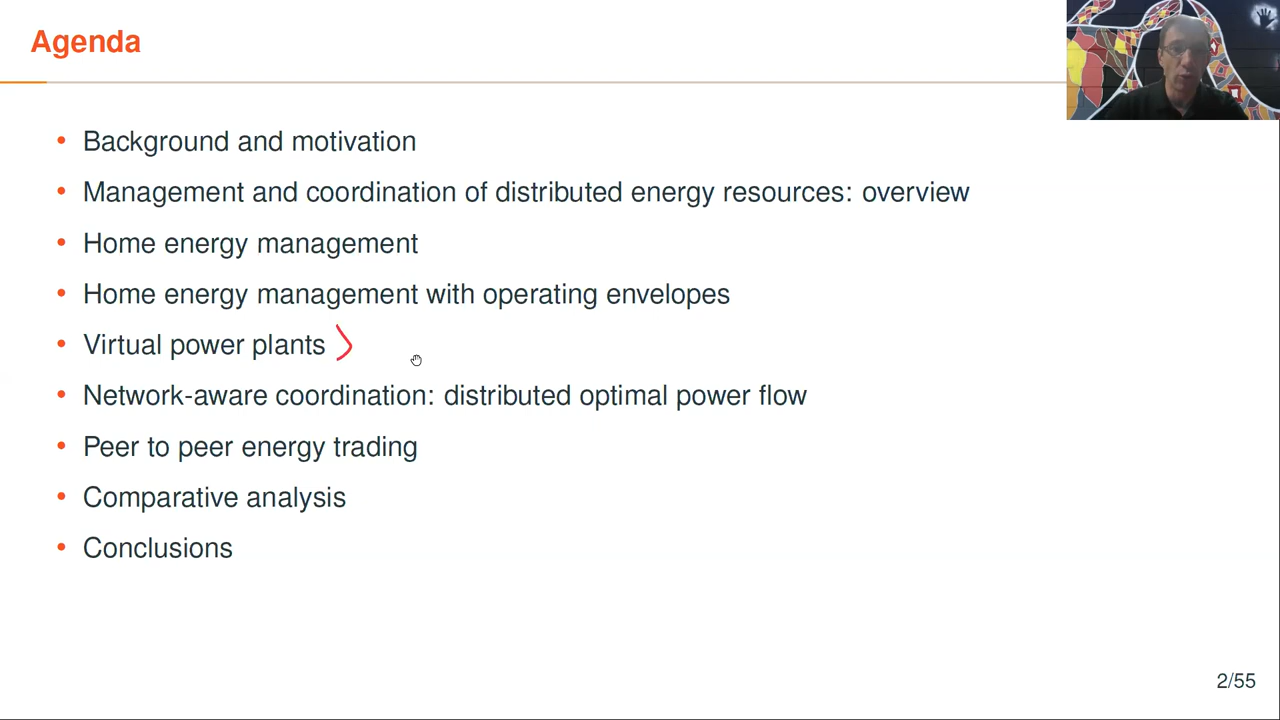 Agenda
• Background and motivation
• Management and coordination of distributed energy resources: overview
• Home energy management
• Home energy management with operating envelopes
• Virtual power plants
• Network-aware coordination: distributed optimal power flow
• Peer to peer energy trading
• Comparative analysis
• Conclusions
2/55